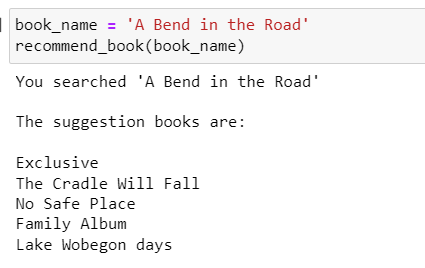 book_name = 'A Bend in the Road'
recommend_book(book_name)
You searched 'A Bend in the Road'
The suggestion books are:
Exclusive
The Cradle Will Fall
No Safe Place
Family Album
Lake Wobegon days